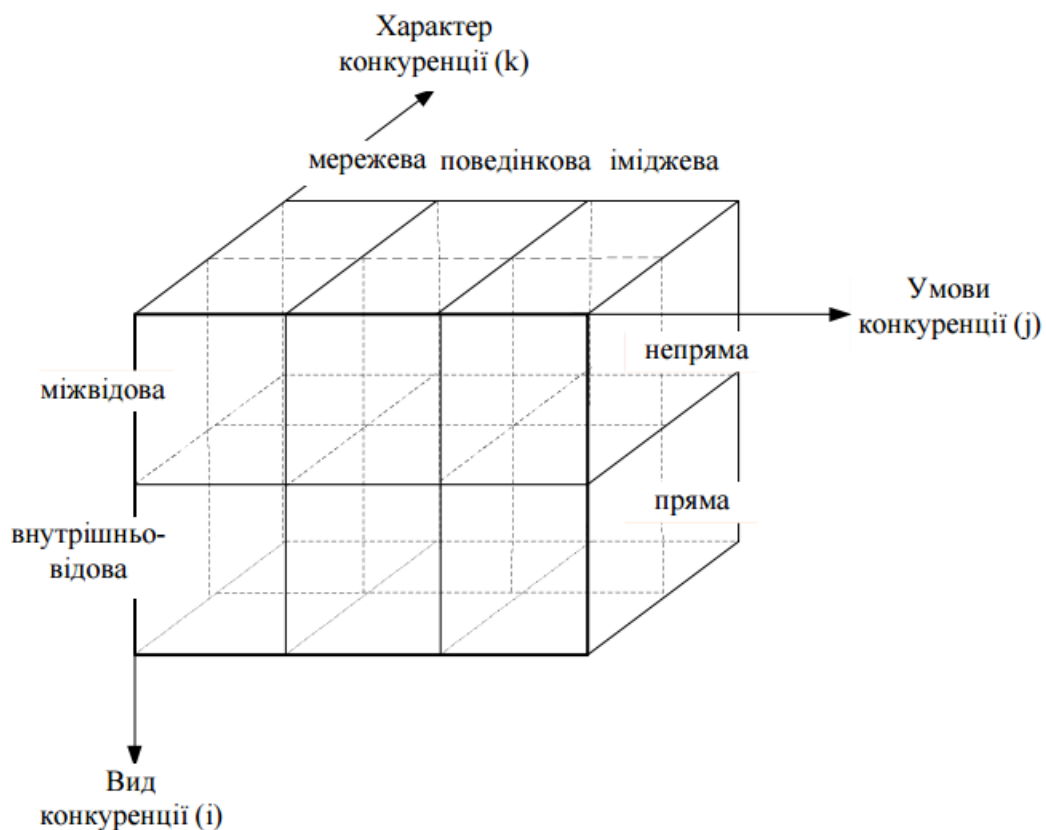 Характер
конкуренції (k)
мережева поведінкова іміджева
Умови
конкуренції (j)
непряма
міжвідова
пряма
внутрішньо-
відова
Вид
конкуренції (i)